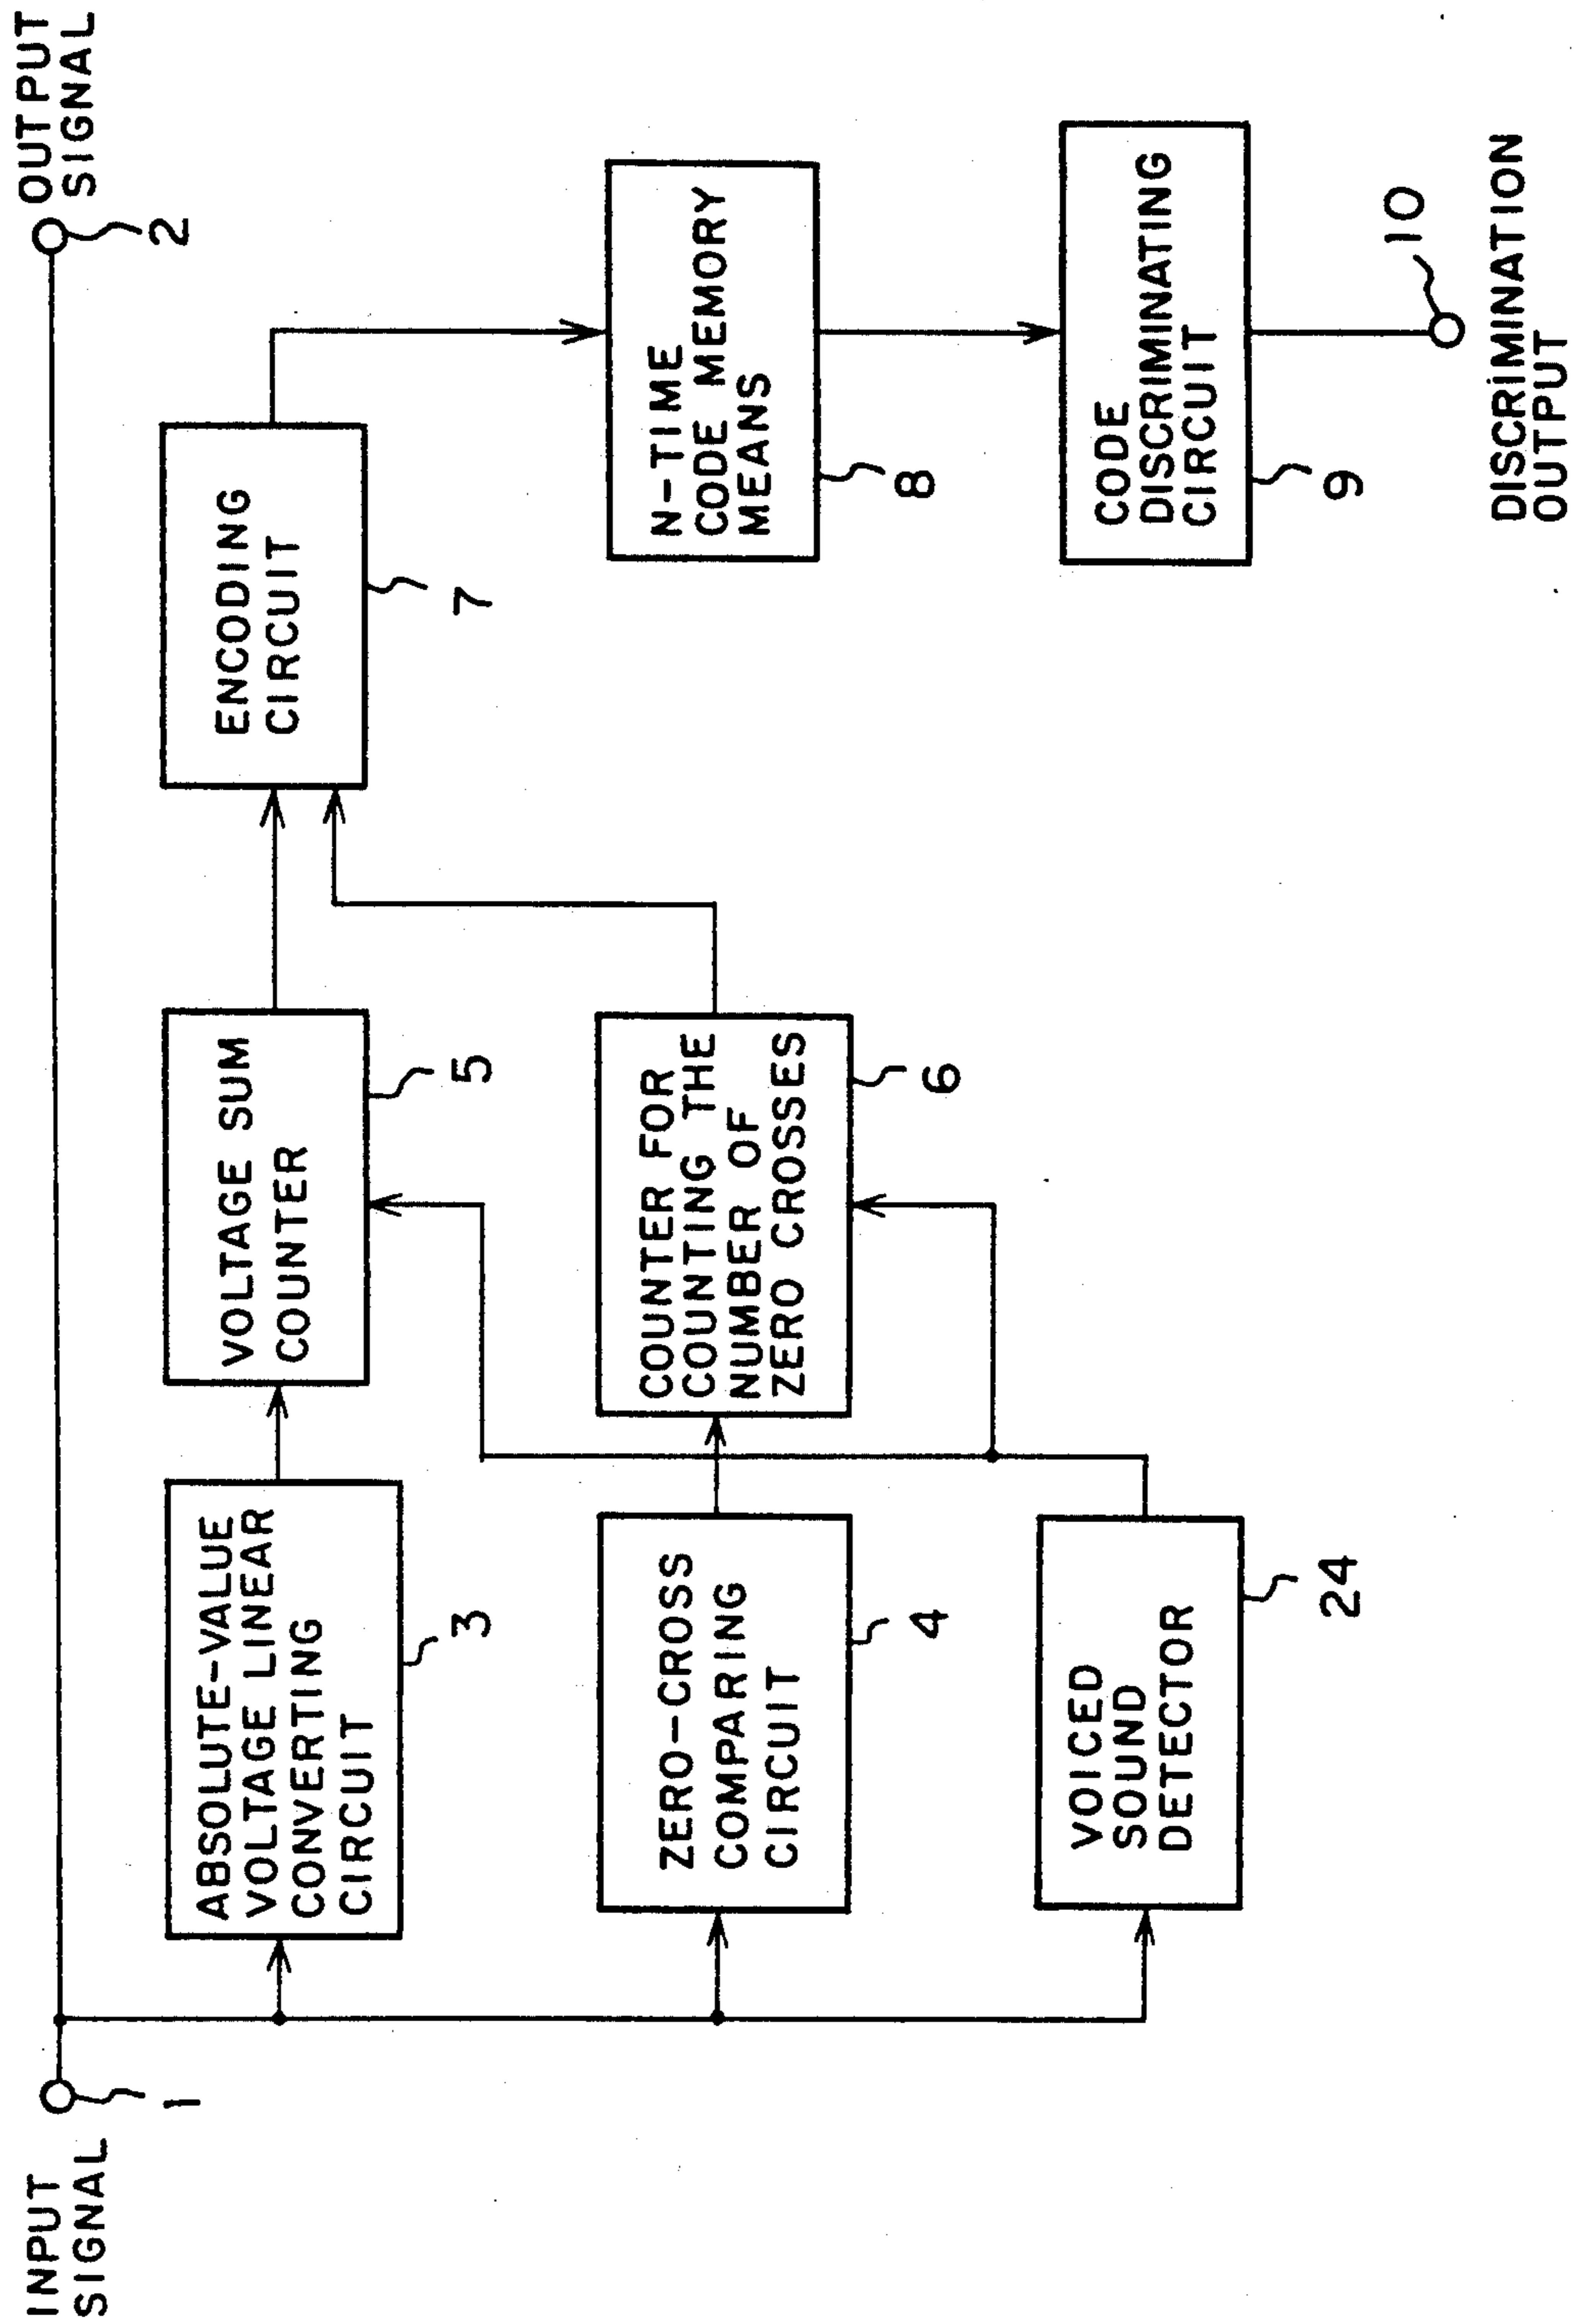 INPUT
SIGNAL
1
OUTPUT
SIGNAL
2
ABSOLUTE-VALUE
VOLTAGE LINEAR
CONVERTING
CIRCUIT
3
VOLTAGE SUM
COUNTER
5
ENCODING
CIRCUIT
7
ZERO-CROSS
COMPARING
CIRCUIT
4
COUNTER FOR
COUNTING THE
NUMBER OF
ZERO CROSSES
6
N-TIME
CODE MEMORY
MEANS
8
VOICED
SOUND
DETECTOR
24
CODE
DISCRIMINATING
CIRCUIT
9
10
DISCRIMINATION
OUTPUT